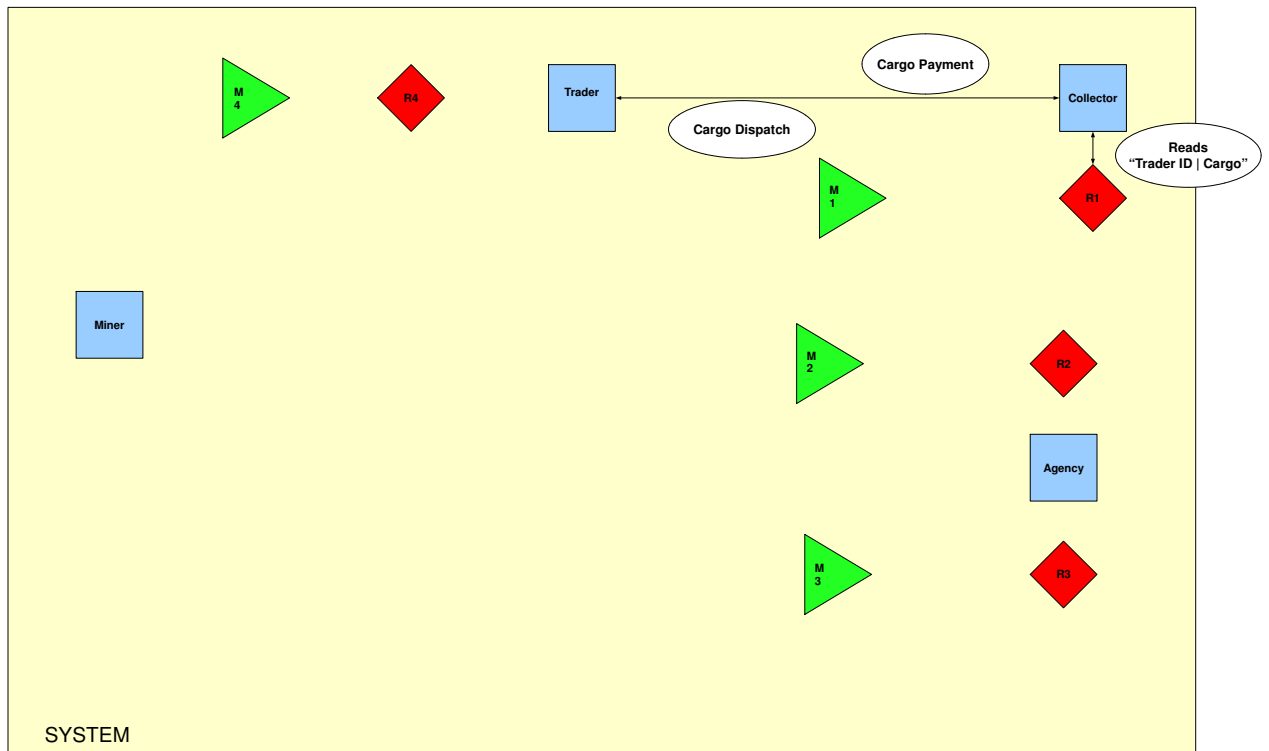 Cargo Payment
M
4
R4
Trader
Collector
Cargo Dispatch
Reads
“Trader ID | Cargo”
M
1
R1
Miner
M
2
R2
Agency
M
3
R3
SYSTEM